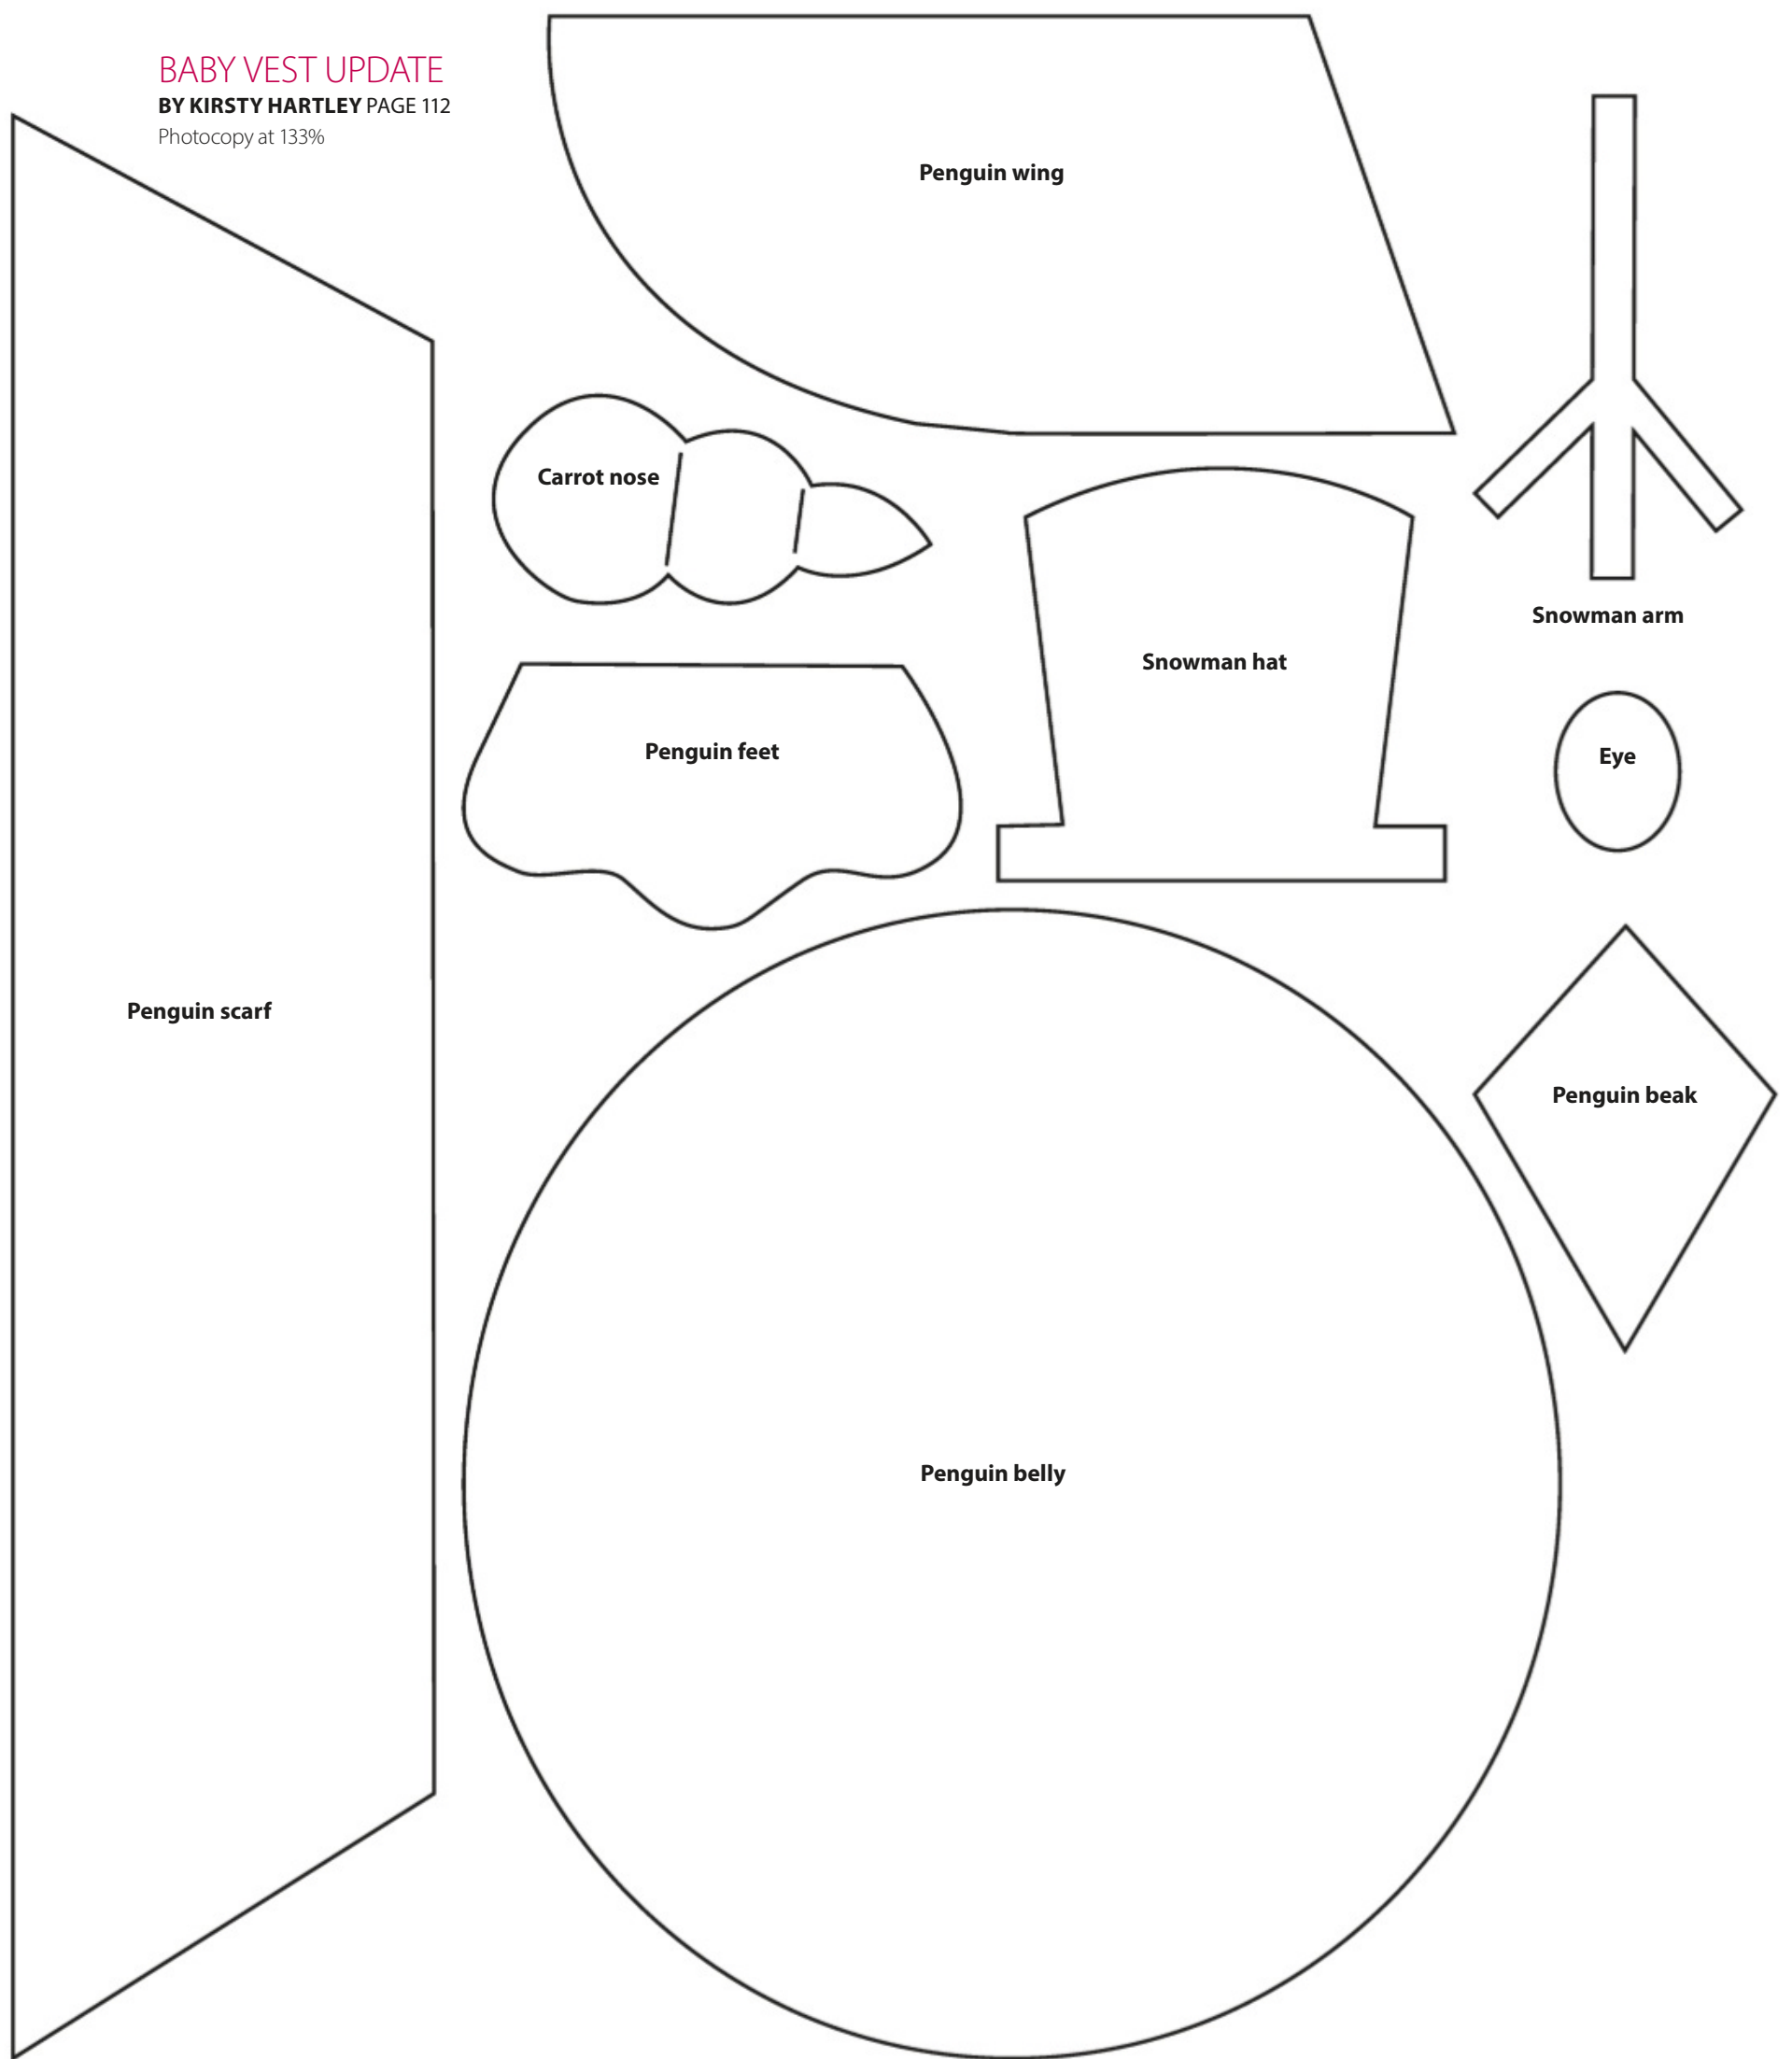 BABY VEST UPDATE
BY KIRSTY HARTLEY PAGE 112
Photocopy at 133%
Penguin wing
Carrot nose
Snowman arm
Snowman hat
Penguin feet
Eye
Penguin scarf
Penguin beak
Penguin belly